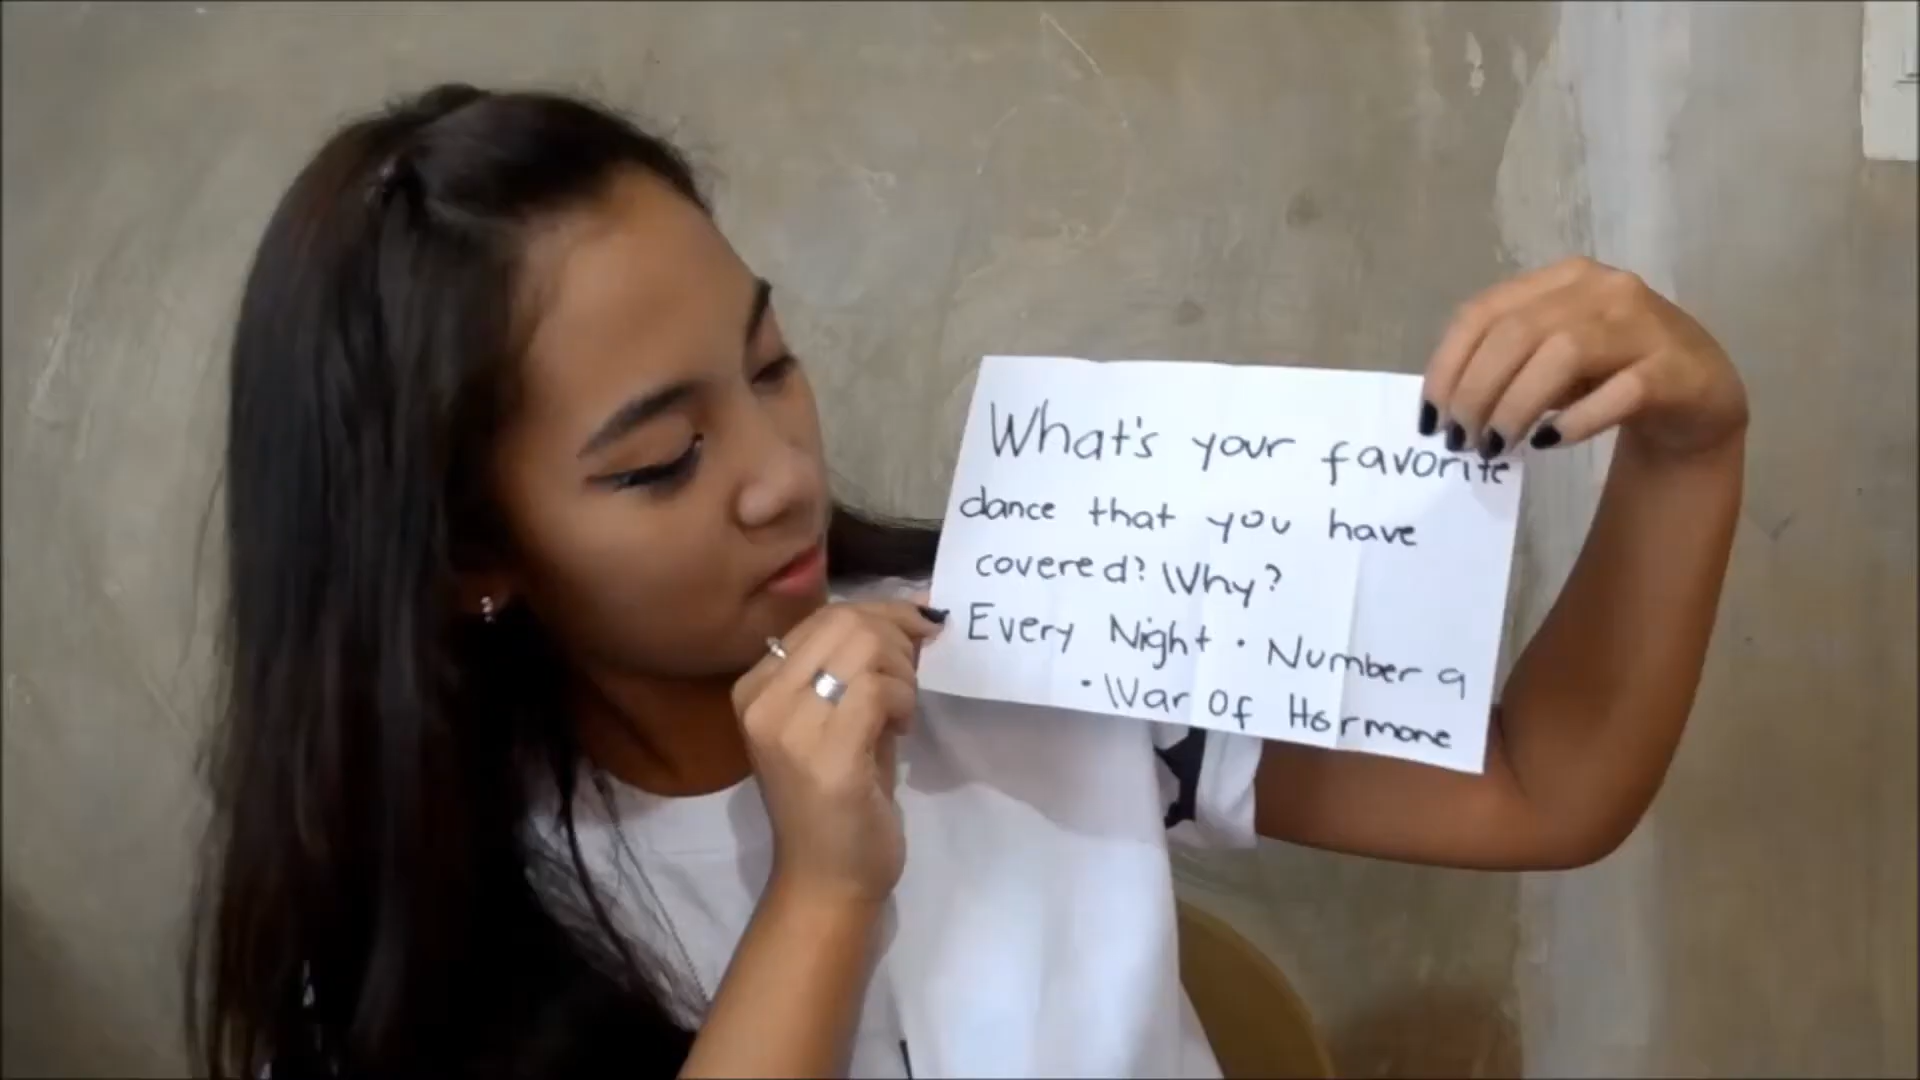 What's your favorite
dance that you have
covered? Why?
Every Night • Number 9
• War Of Hormone